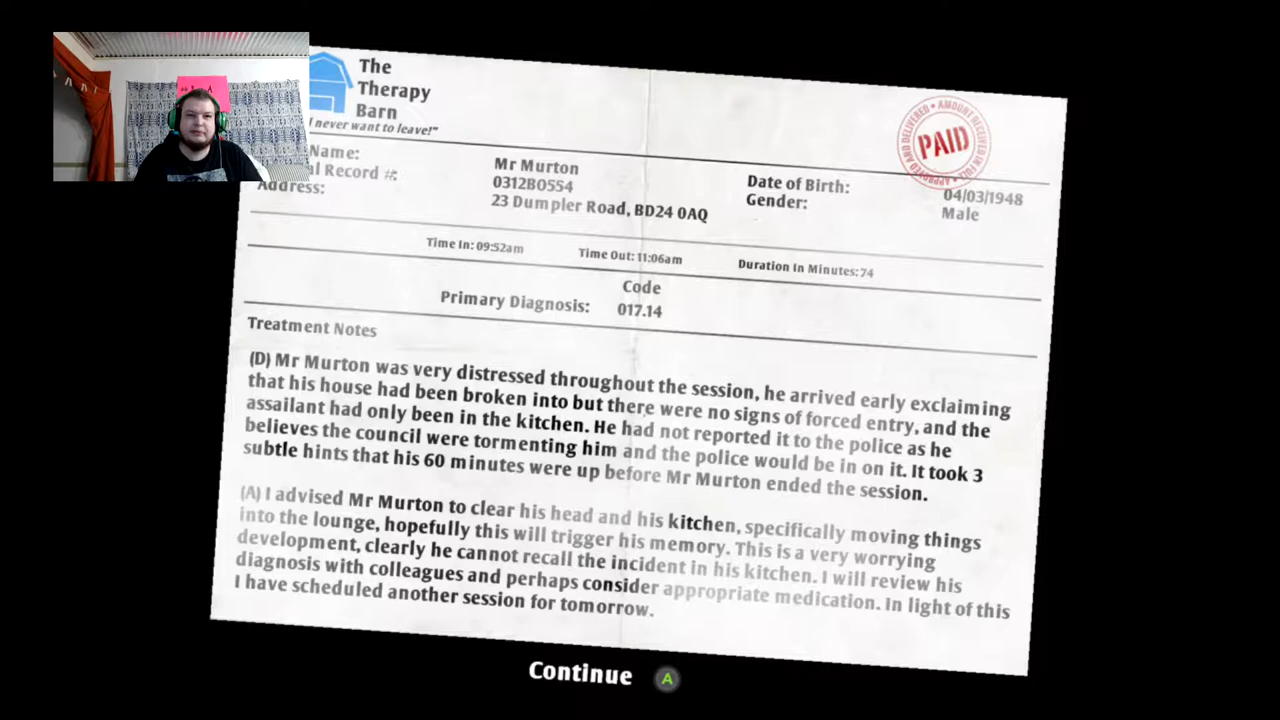 The
Therapy
Barn
I never want to leave!"
Name: Mr Murton Date of Birth: 04/03/1948
Record #: 0312B0554 Gender: Male
Address: 23 Dumpler Road, BD24 0AQ
AMOUNT RECEIVED IN FULL • APPROVED AND DELIVERED
PAID
Time In: 09:52am Time Out: 11:06am Duration In Minutes: 74
Code
Primary Diagnosis: 017.14
Treatment Notes
(D) Mr Murton was very distressed throughout the session, he arrived early exclaiming
that his house had been broken into but there were no signs of forced entry, and the
assailant had only been in the kitchen. He had not reported it to the police as he
believes the council were tormenting him and the police would be in on it. It took 3
subtle hints that his 60 minutes were up before Mr Murton ended the session.
(A) I advised Mr Murton to clear his head and his kitchen, specifically moving things
into the lounge, hopefully this will trigger his memory. This is a very worrying
development, clearly he cannot recall the incident in his kitchen. I will review his
diagnosis with colleagues and perhaps consider appropriate medication. In light of this
I have scheduled another session for tomorrow.
Continue A